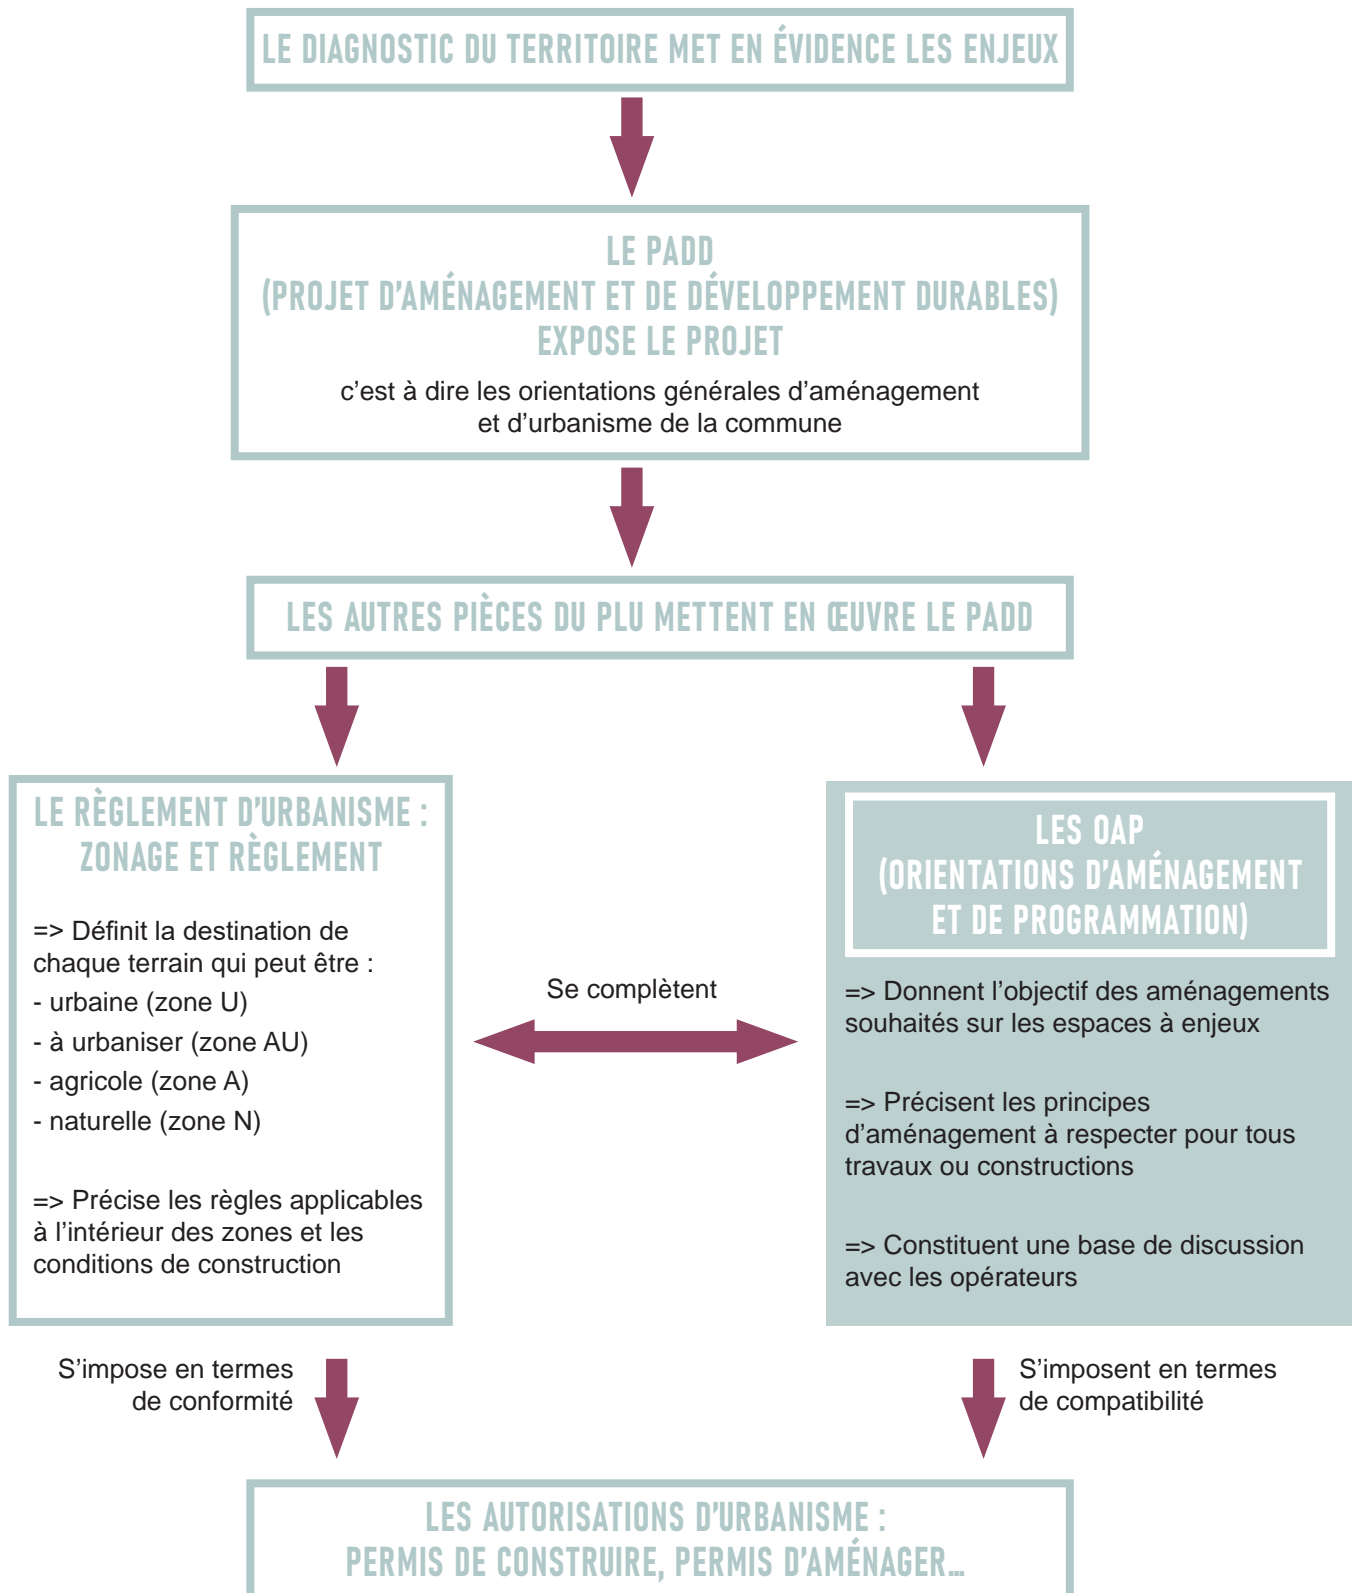 LE DIAGNOSTIC DU TERRITOIRE MET EN ÉVIDENCE LES ENJEUX
LE PADD
(PROJET D'AMÉNAGEMENT ET DE DÉVELOPPEMENT DURABLES)
EXPOSE LE PROJET
c’est à dire les orientations générales d’aménagement
et d’urbanisme de la commune
LES AUTRES PIÈCES DU PLU METTENT EN ŒUVRE LE PADD
LE RÈGLEMENT D'URBANISME :
ZONAGE ET RÈGLEMENT
=> Définit la destination de
chaque terrain qui peut être :
- urbaine (zone U)
- à urbaniser (zone AU)
- agricole (zone A)
- naturelle (zone N)
=> Précise les règles applicables
à l’intérieur des zones et les
conditions de construction
Se complètent
LES OAP
(ORIENTATIONS D'AMÉNAGEMENT
ET DE PROGRAMMATION)
=> Donnent l’objectif des aménagements
souhaités sur les espaces à enjeux
=> Précisent les principes
d’aménagement à respecter pour tous
travaux ou constructions
=> Constituent une base de discussion
avec les opérateurs
S’impose en termes
de conformité
S’imposent en termes
de compatibilité
LES AUTORISATIONS D'URBANISME :
PERMIS DE CONSTRUIRE, PERMIS D'AMÉNAGER...